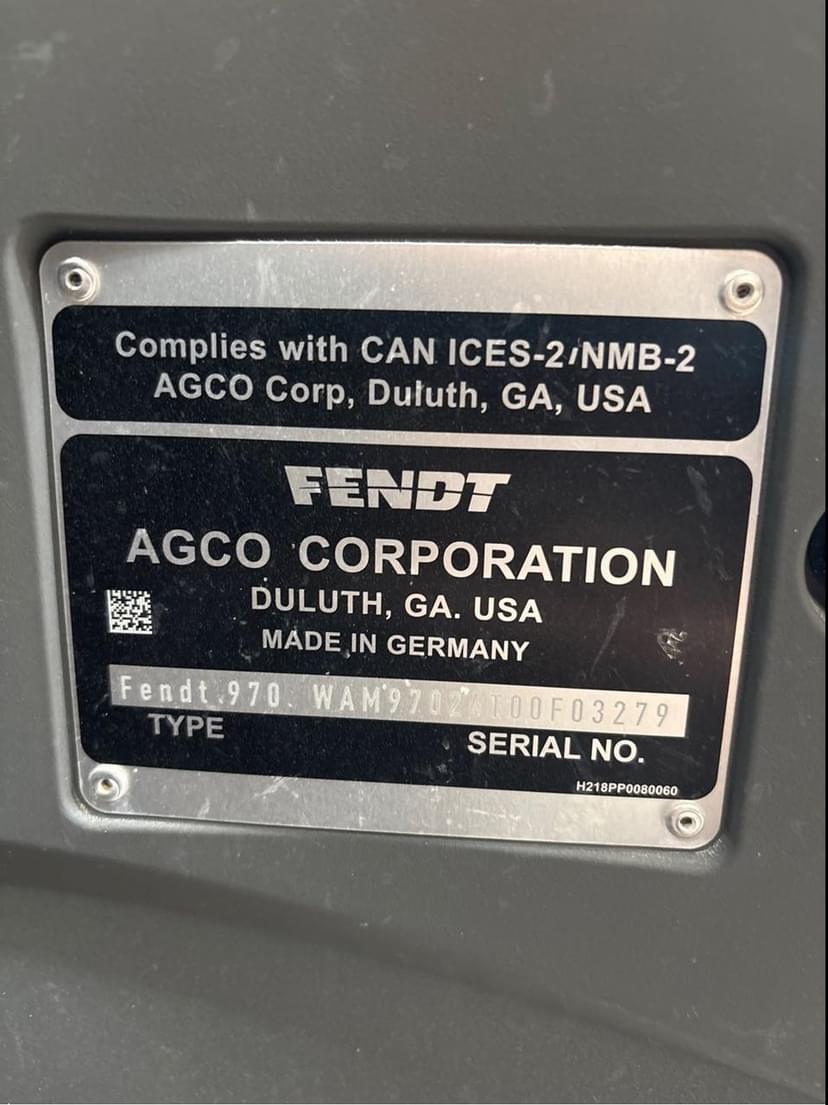 Complies with CAN ICES-2/NMB-2
AGCO Corp, Duluth, GA, USA
FENDT
AGCO CORPORATION
DULUTH, GA. USA
MADE IN GERMANY
Fendt 970
TYPE
SERIAL NO.
H218PP0080060